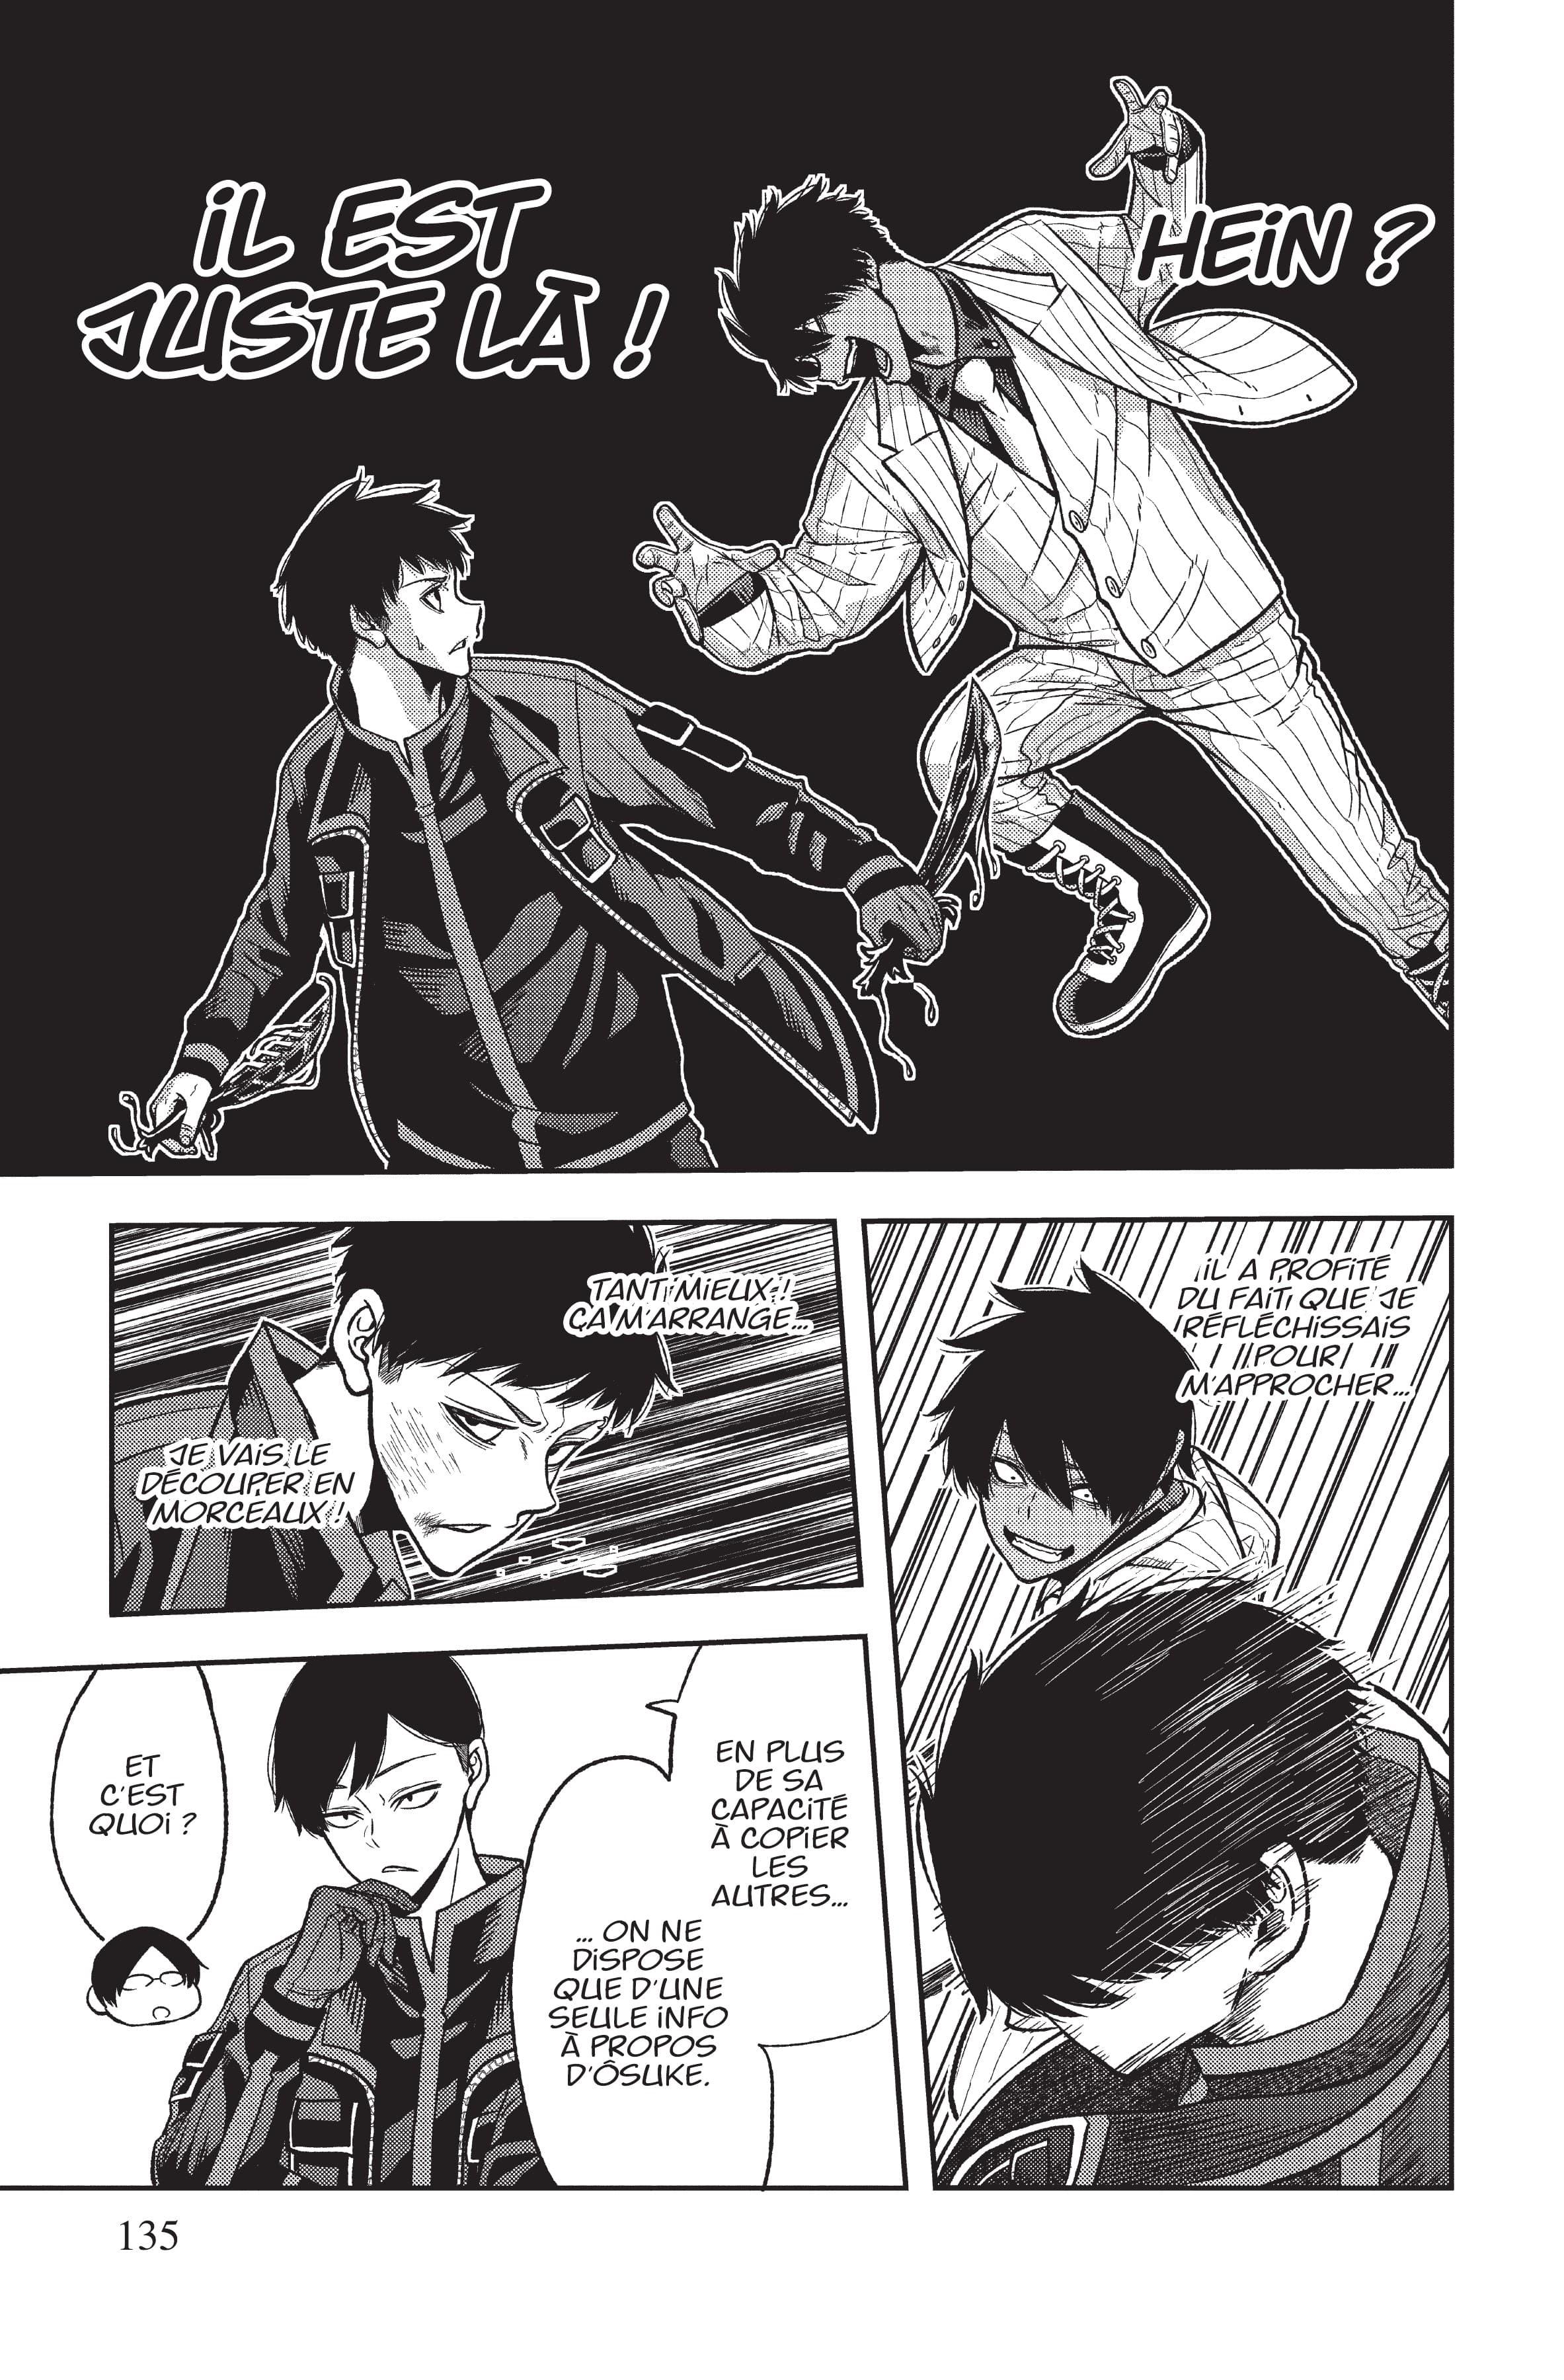 HEIN ?
IL EST
JUSTE LÀ !
IL A PROFITÉ
DU FAIT QUE JE
RÉFLÉCHISSAIS
POUR
M'APPROCHER...
TANT MIEUX !
ÇA M'ARRANGE...
JE VAIS LE
DÉCOUPER EN
MORCEAUX !
EN PLUS
DE SA
CAPACITÉ
À COPIER
LES
AUTRES...
... ON NE
DISPOSE
QUE D'UNE
SEULE INFO
À PROPOS
D'ÔSUKE.
ET
C'EST
QUOI ?
135